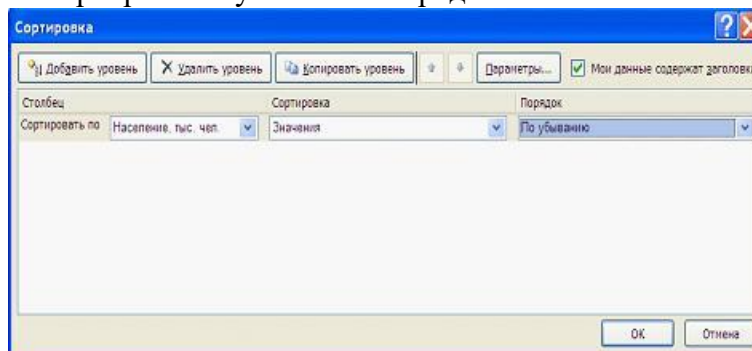 Сортировка
Добавить уровень Удалить уровень Копировать уровень Параметры... Мои данные содержат заголовки
Столбец Сортировка Порядок
Сортировать по Население, тыс. чел. Значения По убыванию
ОК Отмена